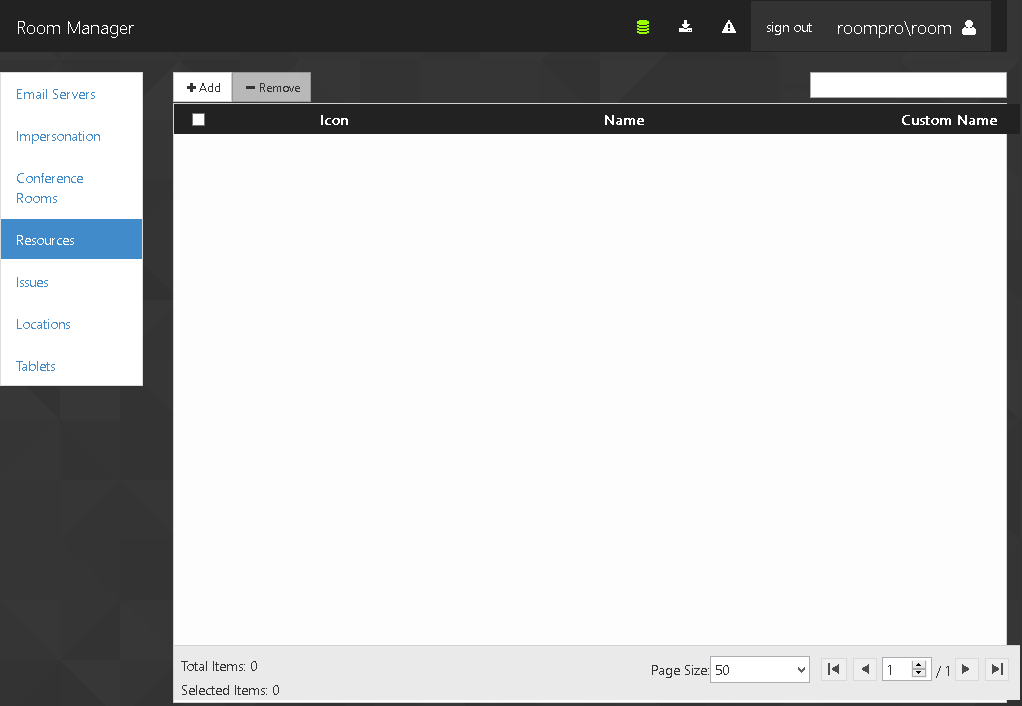 Room Manager
sign out
roompro\room
Email Servers
Impersonation
Conference
Rooms
Resources
Issues
Locations
Tablets
Add
Remove
Icon
Name
Custom Name
Total Items: 0
Selected Items: 0
Page Size: 50
1 / 1